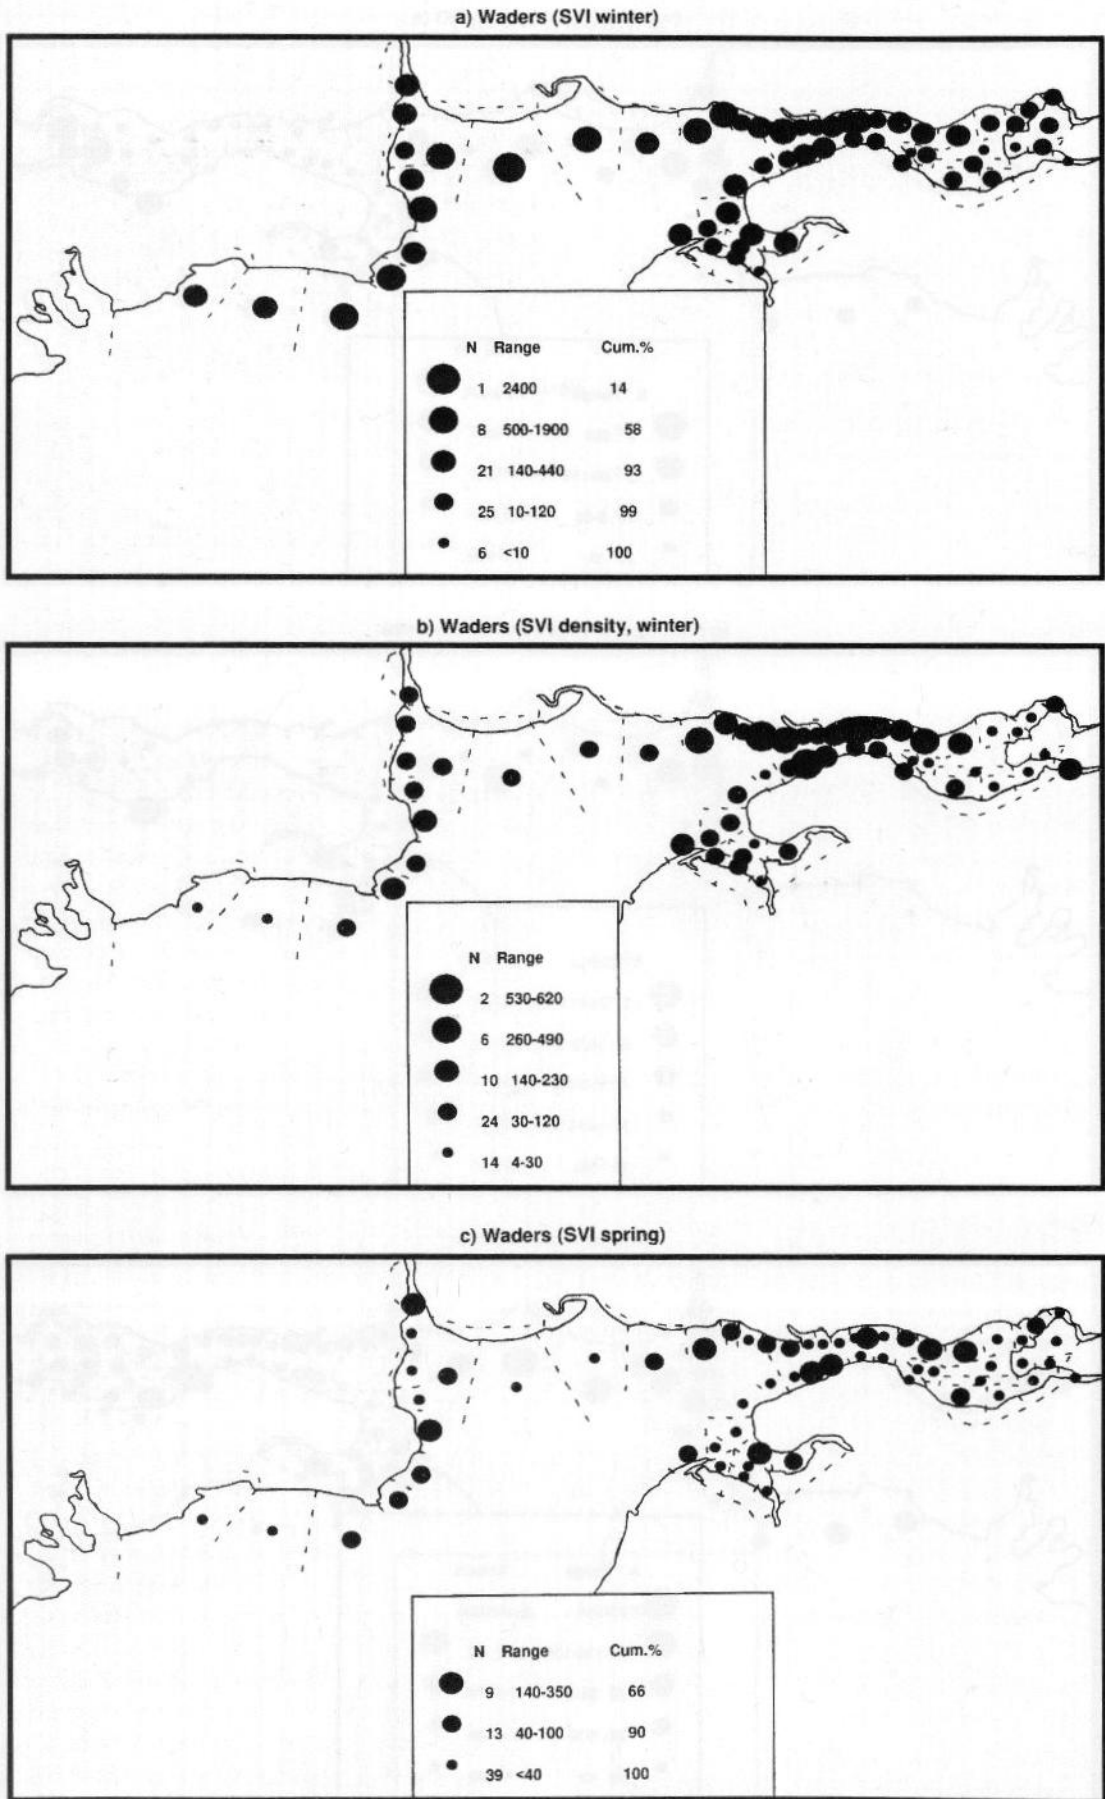 a) Waders (SVI winter)
N Range Cum.%
1 2400 14
8 500-1900 58
21 140-440 93
25 10-120 99
6 <10 100
b) Waders (SVI density, winter)
N Range
2 530-620
6 260-490
10 140-230
24 30-120
14 4-30
c) Waders (SVI spring)
N Range Cum.%
9 140-350 66
13 40-100 90
39 <40 100